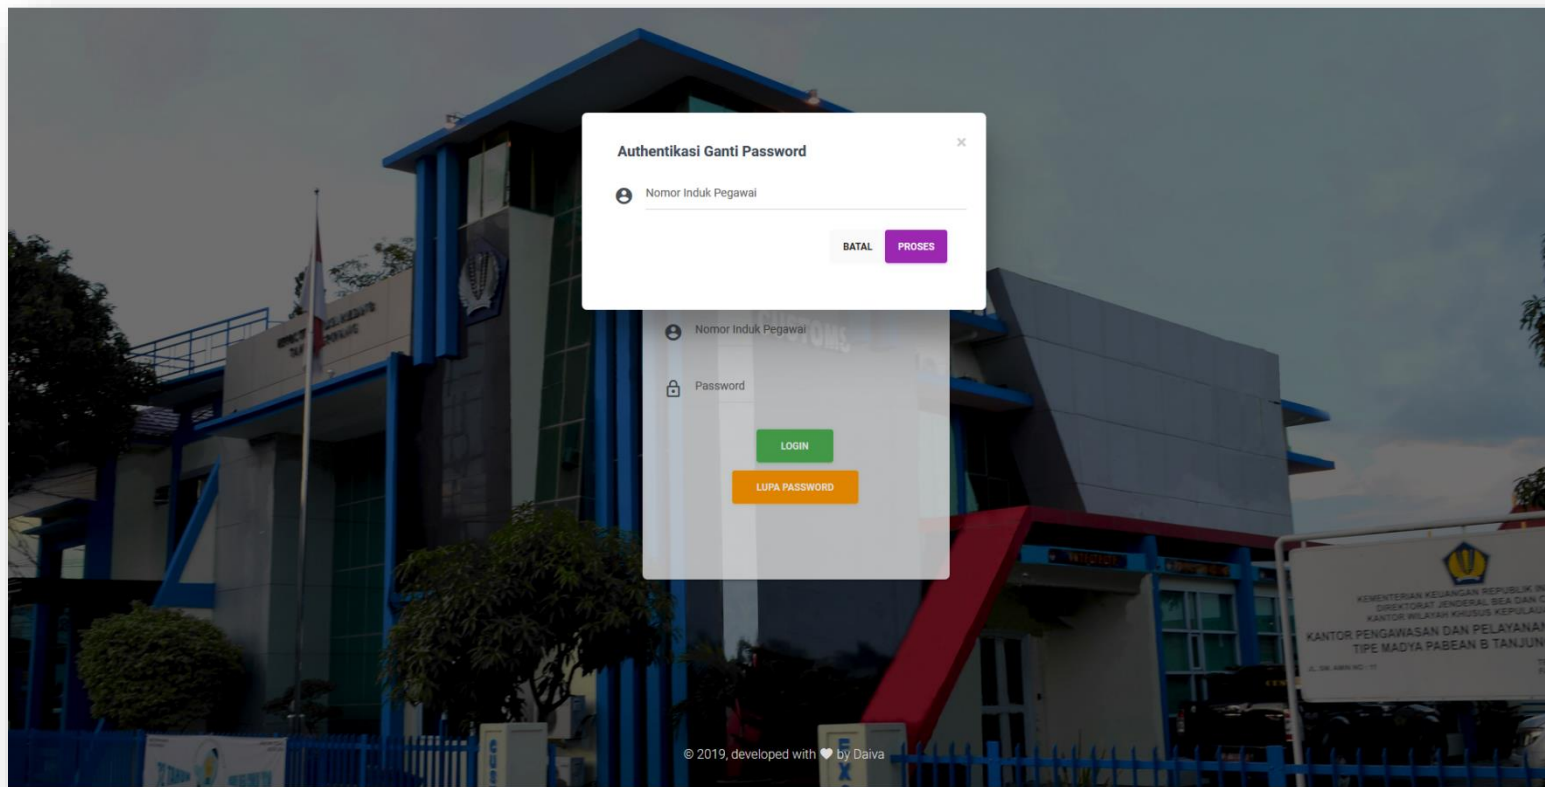 Authentikasi Ganti Password
×
Nomor Induk Pegawai
BATAL
PROSES
CUSTOMS
Nomor Induk Pegawai
Password
LOGIN
LUPA PASSWORD
KEMENTERIAN KEUANGAN REPUBLIK
DIREKTORAT JENDERAL BEA DAN
KANTOR WILAYAH KHUSUS
KANTOR PENGAWASAN DAN PELAYANAN
TIPE MADYA PABEAN B
© 2019, developed with ♥ by Daiva